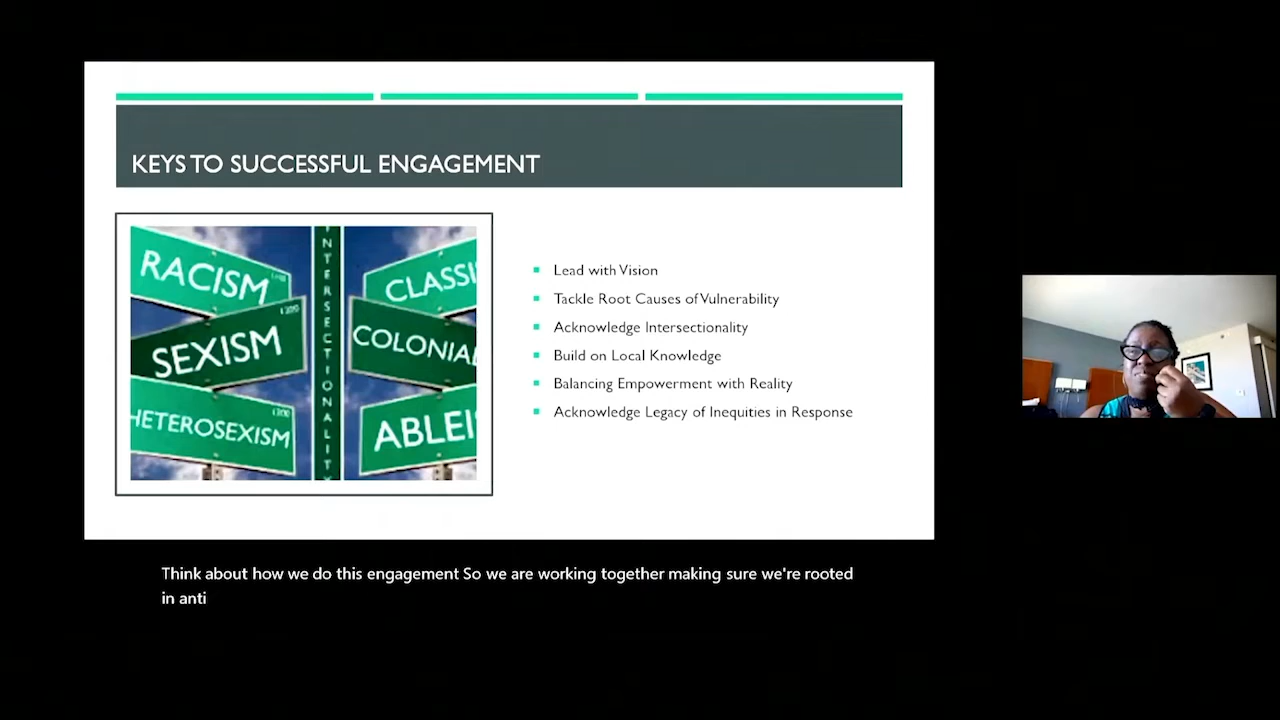 KEYS TO SUCCESSFUL ENGAGEMENT
RACISM
SEXISM
HETEROSEXISM
INTERSECTIONALITY
CLASSI
COLONIA
ABLEI
Lead with Vision
Tackle Root Causes of Vulnerability
Acknowledge Intersectionality
Build on Local Knowledge
Balancing Empowerment with Reality
Acknowledge Legacy of Inequities in Response
Think about how we do this engagement So we are working together making sure we're rooted
in anti